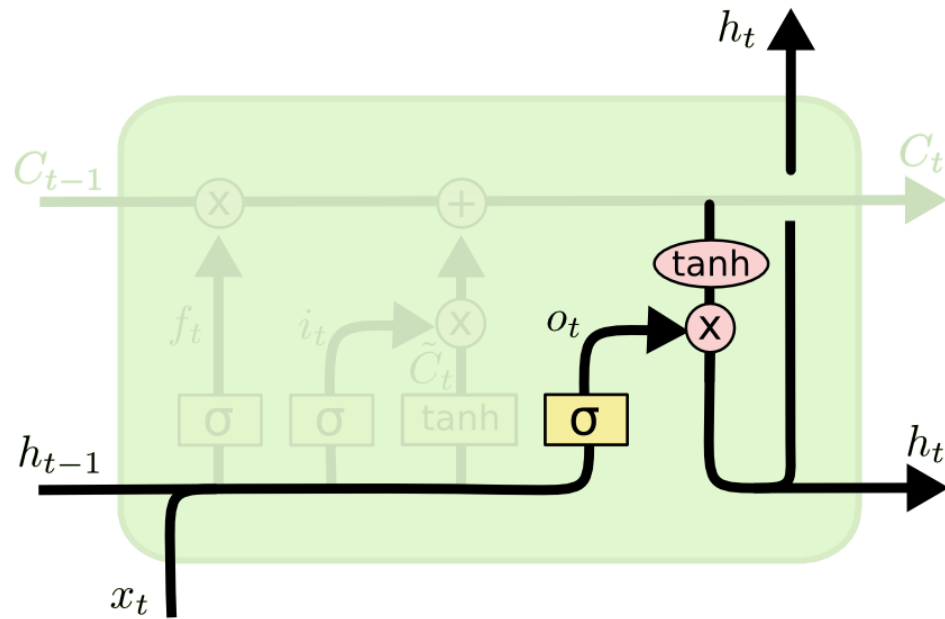 h_t
C_{t-1}
C_t
x
+
tanh
f_t
i_t
x
o_t
x
C̃_t
σ
σ
tanh
σ
h_{t-1}
h_t
x_t